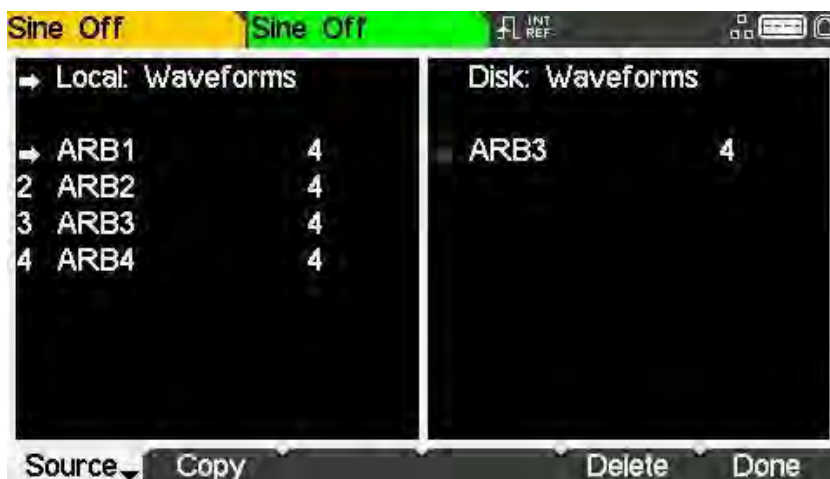 Sine Off Sine Off INT REF
Local: Waveforms
ARB1 4
2 ARB2 4
3 ARB3 4
4 ARB4 4
Disk: Waveforms
ARB3 4
Source Copy Delete Done